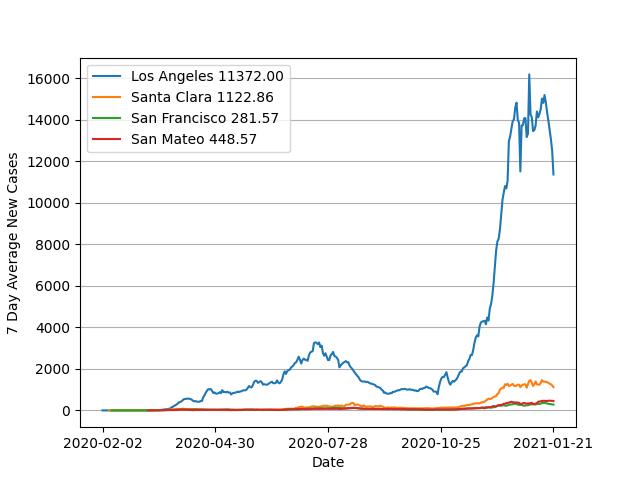 Los Angeles 11372.00
Santa Clara 1122.86
San Francisco 281.57
San Mateo 448.57
16000
14000
12000
10000
8000
6000
4000
2000
0
7 Day Average New Cases
2020-02-02 2020-04-30 2020-07-28 2020-10-25 2021-01-21
Date